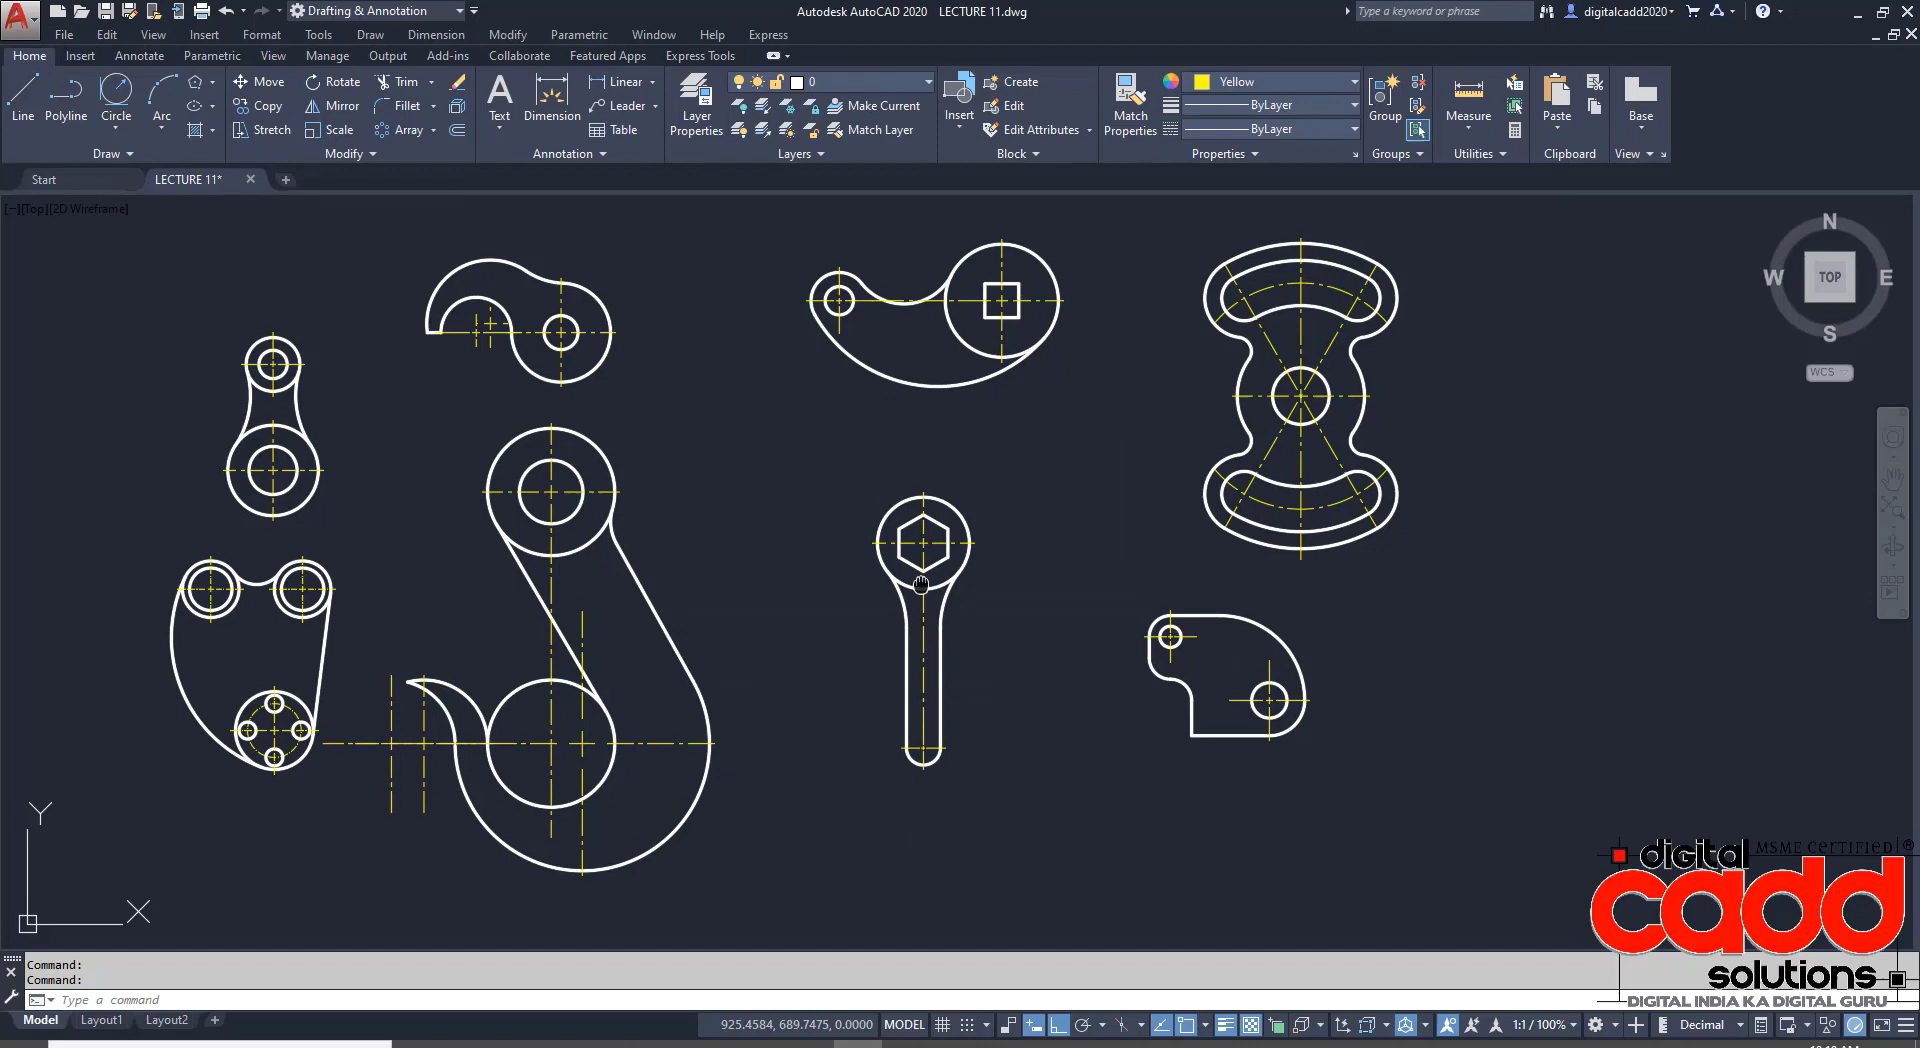 Drafting & Annotation
Autodesk AutoCAD 2020 LECTURE 11.dwg
Type a keyword or phrase
digitalcadd2020
File Edit View Insert Format Tools Draw Dimension Modify Parametric Window Help Express
Home Insert Annotate Parametric View Manage Output Add-ins Collaborate Featured Apps Express Tools
Line Polyline Circle Arc
Move Rotate Trim
Copy Mirror Fillet
Stretch Scale Array
Text Dimension
Linear
Leader
Table
Layer Properties
0
Make Current
Match Layer
Insert
Create
Edit
Edit Attributes
Match Properties
Yellow
ByLayer
ByLayer
Group
Measure
Paste
Base
Draw Modify Annotation Layers Block Properties Groups Utilities Clipboard View
Start LECTURE 11*
[−][Top][2D Wireframe]
N
W TOP E
S
WCS
Y
X
digital MSME CERTIFIED ®
cadd
solutions
DIGITAL INDIA KA DIGITAL GURU
Command:
Command:
Type a command
Model Layout1 Layout2
925.4584, 689.7475, 0.0000 MODEL 1:1 / 100% Decimal